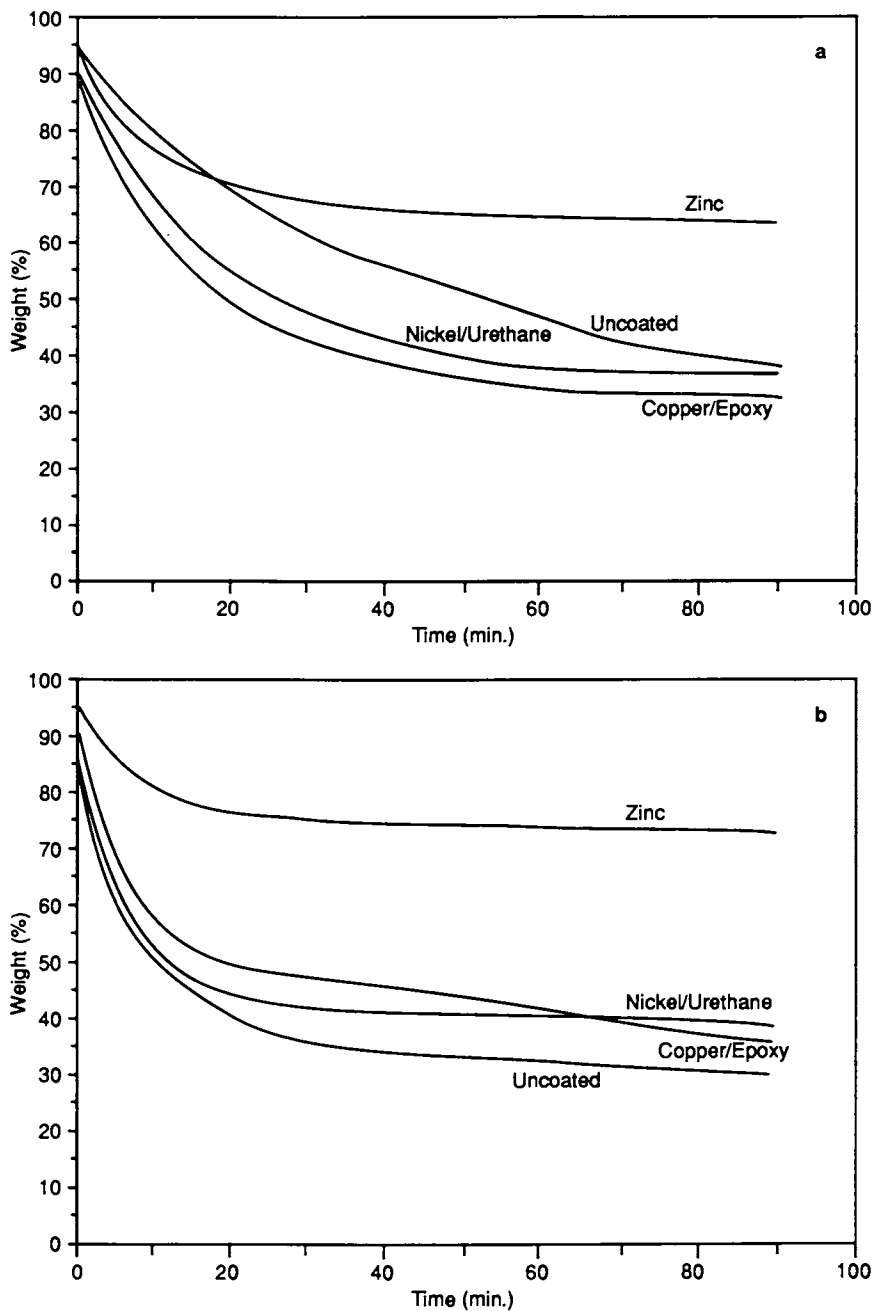 100
a
90
80
70
60
50
40
30
20
10
0
Weight (%)
Zinc
Uncoated
Nickel/Urethane
Copper/Epoxy
0 20 40 60 80 100
Time (min.)
100
b
90
80
70
60
50
40
30
20
10
0
Weight (%)
Zinc
Nickel/Urethane
Copper/Epoxy
Uncoated
0 20 40 60 80 100
Time (min.)